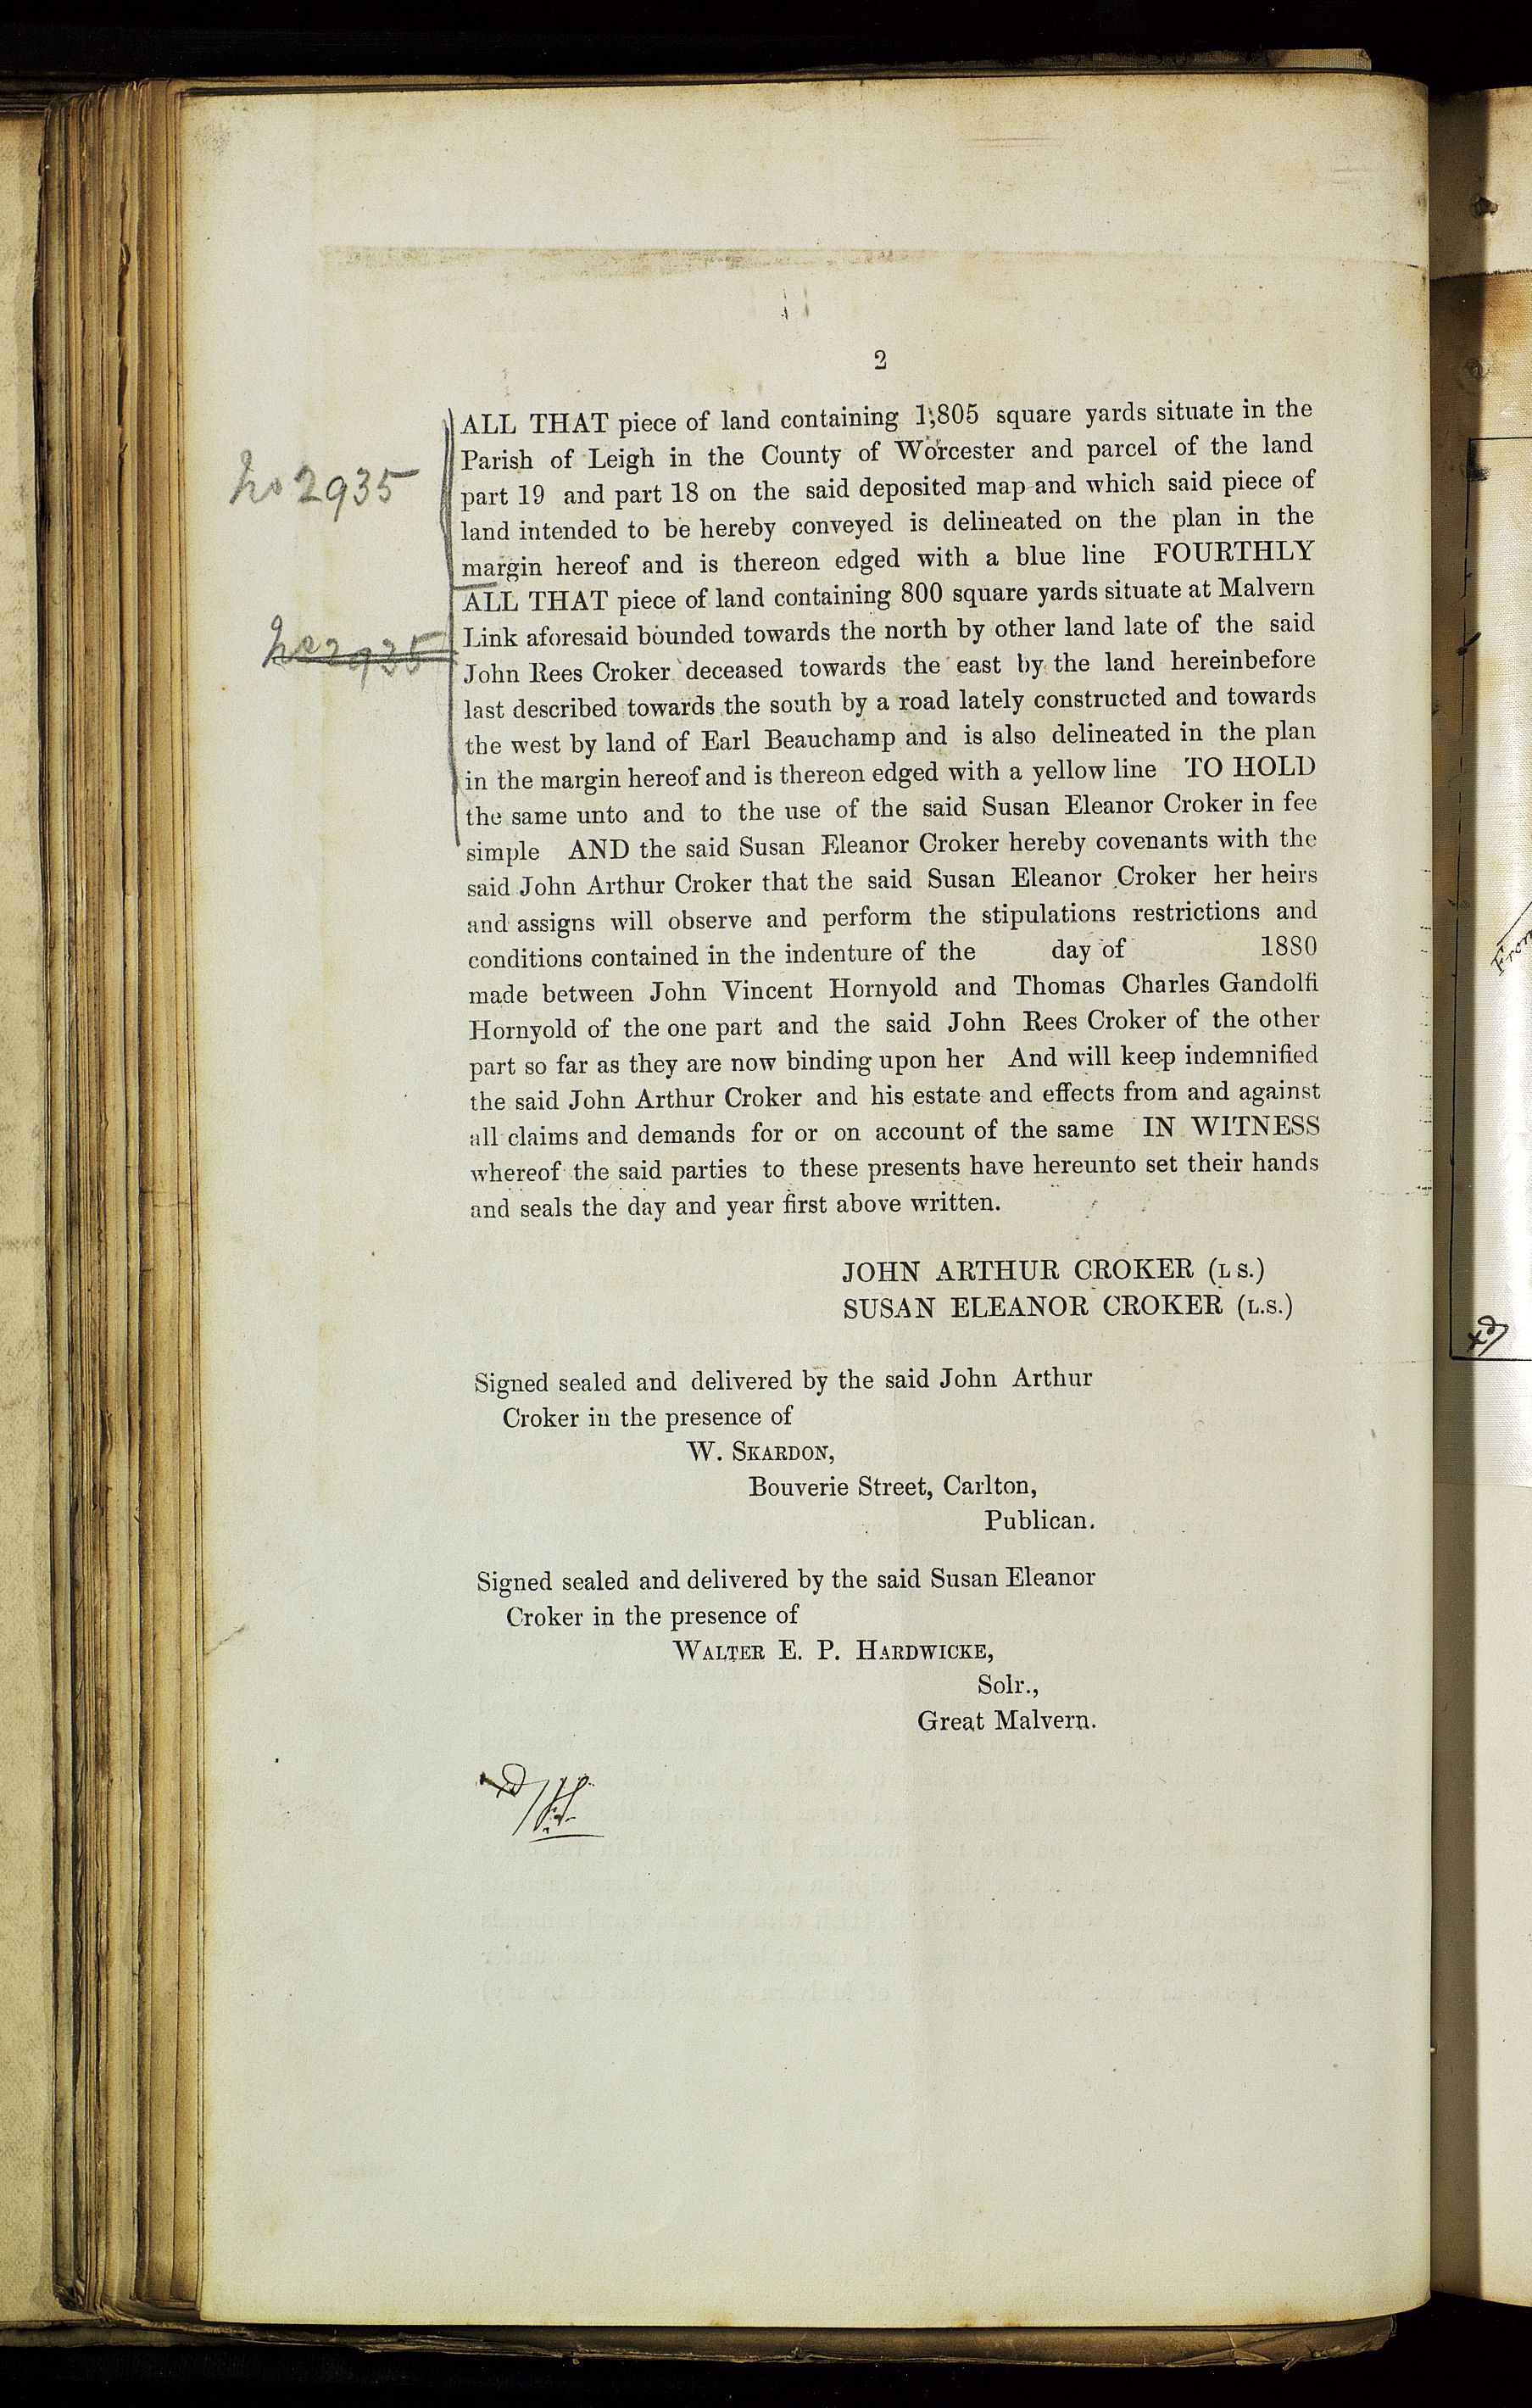 2
ALL THAT piece of land containing 1,805 square yards situate in the
Parish of Leigh in the County of Worcester and parcel of the land
No 2935
part 19 and part 18 on the said deposited map and which said piece of
land intended to be hereby conveyed is delineated on the plan in the
margin hereof and is thereon edged with a blue line FOURTHLY
ALL THAT piece of land containing 800 square yards situate at Malvern
No 2935
Link aforesaid bounded towards the north by other land late of the said
John Rees Croker deceased towards the east by the land hereinbefore
last described towards the south by a road lately constructed and towards
the west by land of Earl Beauchamp and is also delineated in the plan
in the margin hereof and is thereon edged with a yellow line TO HOLD
the same unto and to the use of the said Susan Eleanor Croker in fee
simple AND the said Susan Eleanor Croker hereby covenants with the
said John Arthur Croker that the said Susan Eleanor Croker her heirs
and assigns will observe and perform the stipulations restrictions and
conditions contained in the indenture of the day of 1880
made between John Vincent Hornyold and Thomas Charles Gandolfi
Hornyold of the one part and the said John Rees Croker of the other
part so far as they are now binding upon her And will keep indemnified
the said John Arthur Croker and his estate and effects from and against
all claims and demands for or on account of the same IN WITNESS
whereof the said parties to these presents have hereunto set their hands
and seals the day and year first above written.
JOHN ARTHUR CROKER (L S.)
SUSAN ELEANOR CROKER (L.S.)
Signed sealed and delivered by the said John Arthur
Croker in the presence of
W. SKARDON,
Bouverie Street, Carlton,
Publican.
Signed sealed and delivered by the said Susan Eleanor
Croker in the presence of
WALTER E. P. HARDWICKE,
Solr.,
Great Malvern.